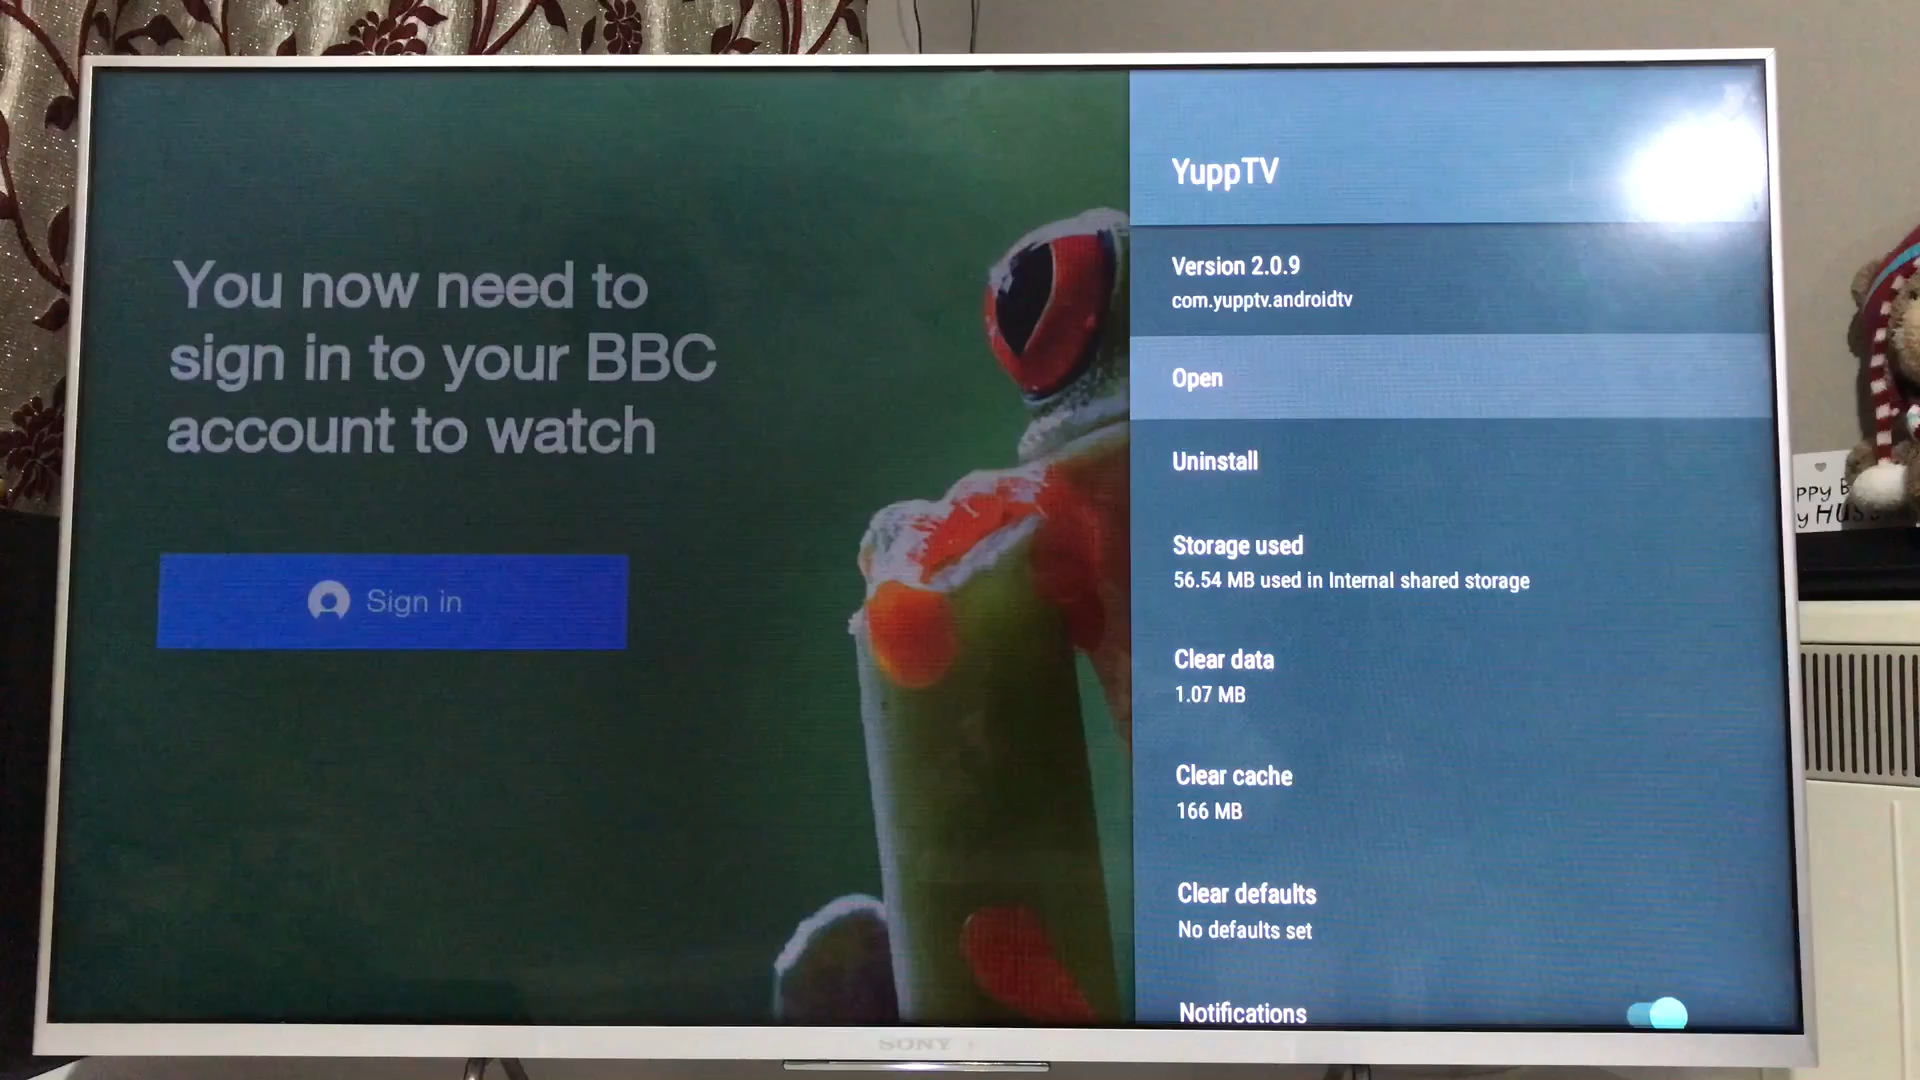 You now need to
sign in to your BBC
account to watch
Sign in
YuppTV
Version 2.0.9
com.yupptv.androidtv
Open
Uninstall
Storage used
56.54 MB used in Internal shared storage
Clear data
1.07 MB
Clear cache
166 MB
Clear defaults
No defaults set
Notifications
SONY